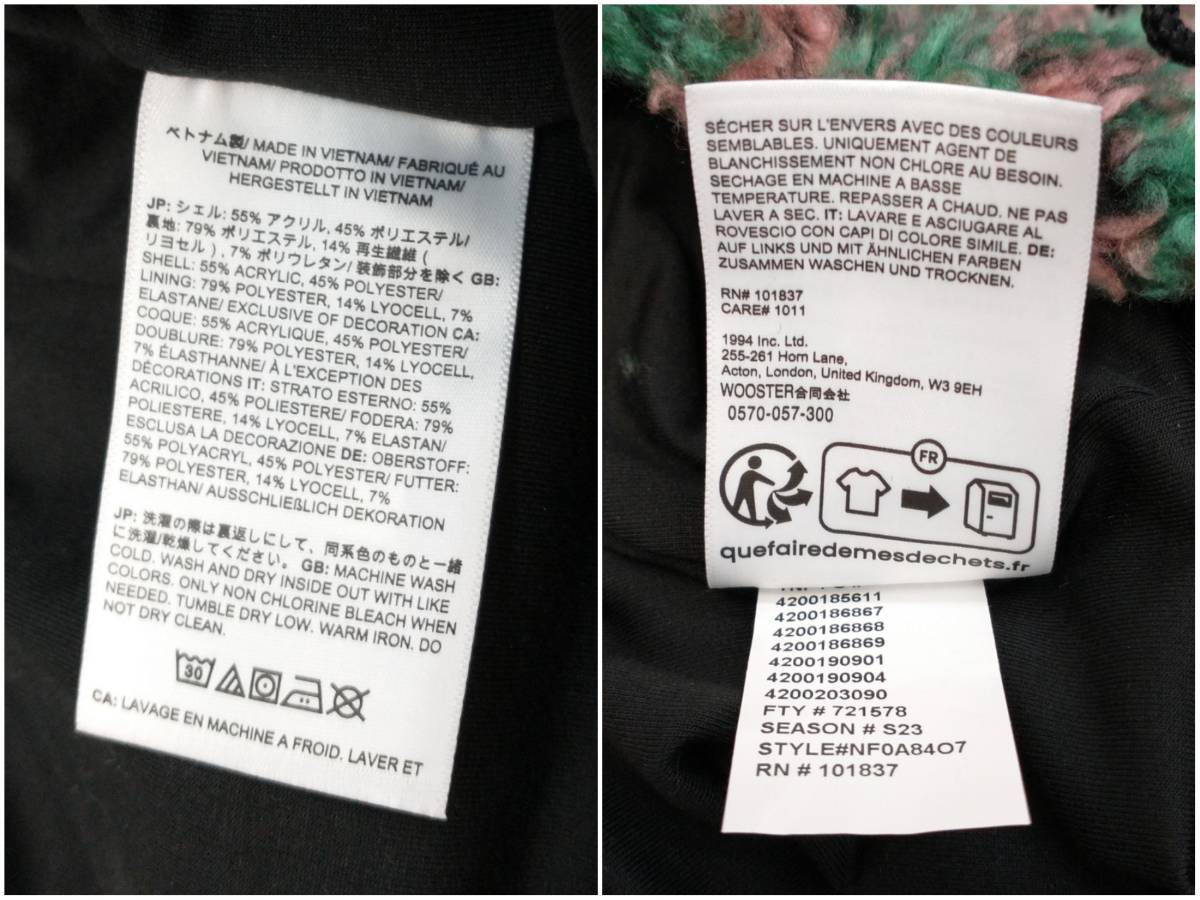 ベトナム製/ MADE IN VIETNAM/ FABRIQUÉ AU
VIETNAM/ PRODOTTO IN VIETNAM/
HERGESTELLT IN VIETNAM
JP: シェル: 55% アクリル, 45% ポリエステル/
裏地: 79% ポリエステル, 14% 再生繊維 (
リヨセル ) , 7% ポリウレタン/ 装飾部分を除く GB:
SHELL: 55% ACRYLIC, 45% POLYESTER/
LINING: 79% POLYESTER, 14% LYOCELL, 7%
ELASTANE/ EXCLUSIVE OF DECORATION CA:
COQUE: 55% ACRYLIQUE, 45% POLYESTER/
DOUBLURE: 79% POLYESTER, 14% LYOCELL,
7% ÉLASTHANNE/ À L'EXCEPTION DES
DÉCORATIONS IT: STRATO ESTERNO: 55%
ACRILICO, 45% POLIESTERE/ FODERA: 79%
POLIESTERE, 14% LYOCELL, 7% ELASTAN/
ESCLUSA LA DECORAZIONE DE: OBERSTOFF:
55% POLYACRYL, 45% POLYESTER/ FUTTER:
79% POLYESTER, 14% LYOCELL, 7%
ELASTHAN/ AUSSCHLIEßLICH DEKORATION
JP: 洗濯の際は裏返しにして、同系色のものと一緒
に洗濯/乾燥してください。 GB: MACHINE WASH
COLD. WASH AND DRY INSIDE OUT WITH LIKE
COLORS. ONLY NON CHLORINE BLEACH WHEN
NEEDED. TUMBLE DRY LOW. WARM IRON. DO
NOT DRY CLEAN.
30
CA: LAVAGE EN MACHINE A FROID. LAVER ET
SÉCHER SUR L'ENVERS AVEC DES COULEURS
SEMBLABLES. UNIQUEMENT AGENT DE
BLANCHISSEMENT NON CHLORE AU BESOIN.
SECHAGE EN MACHINE A BASSE
TEMPERATURE. REPASSER A CHAUD. NE PAS
LAVER A SEC. IT: LAVARE E ASCIUGARE AL
ROVESCIO CON CAPI DI COLORE SIMILE. DE:
AUF LINKS UND MIT ÄHNLICHEN FARBEN
ZUSAMMEN WASCHEN UND TROCKNEN.
RN# 101837
CARE# 1011
1994 Inc. Ltd.
255-261 Horn Lane,
Acton, London, United Kingdom, W3 9EH
WOOSTER合同会社
0570-057-300
FR
quefairedemesdechets.fr
4200185611
4200186867
4200186868
4200186869
4200190901
4200190904
4200203090
FTY # 721578
SEASON # S23
STYLE#NF0A84O7
RN # 101837